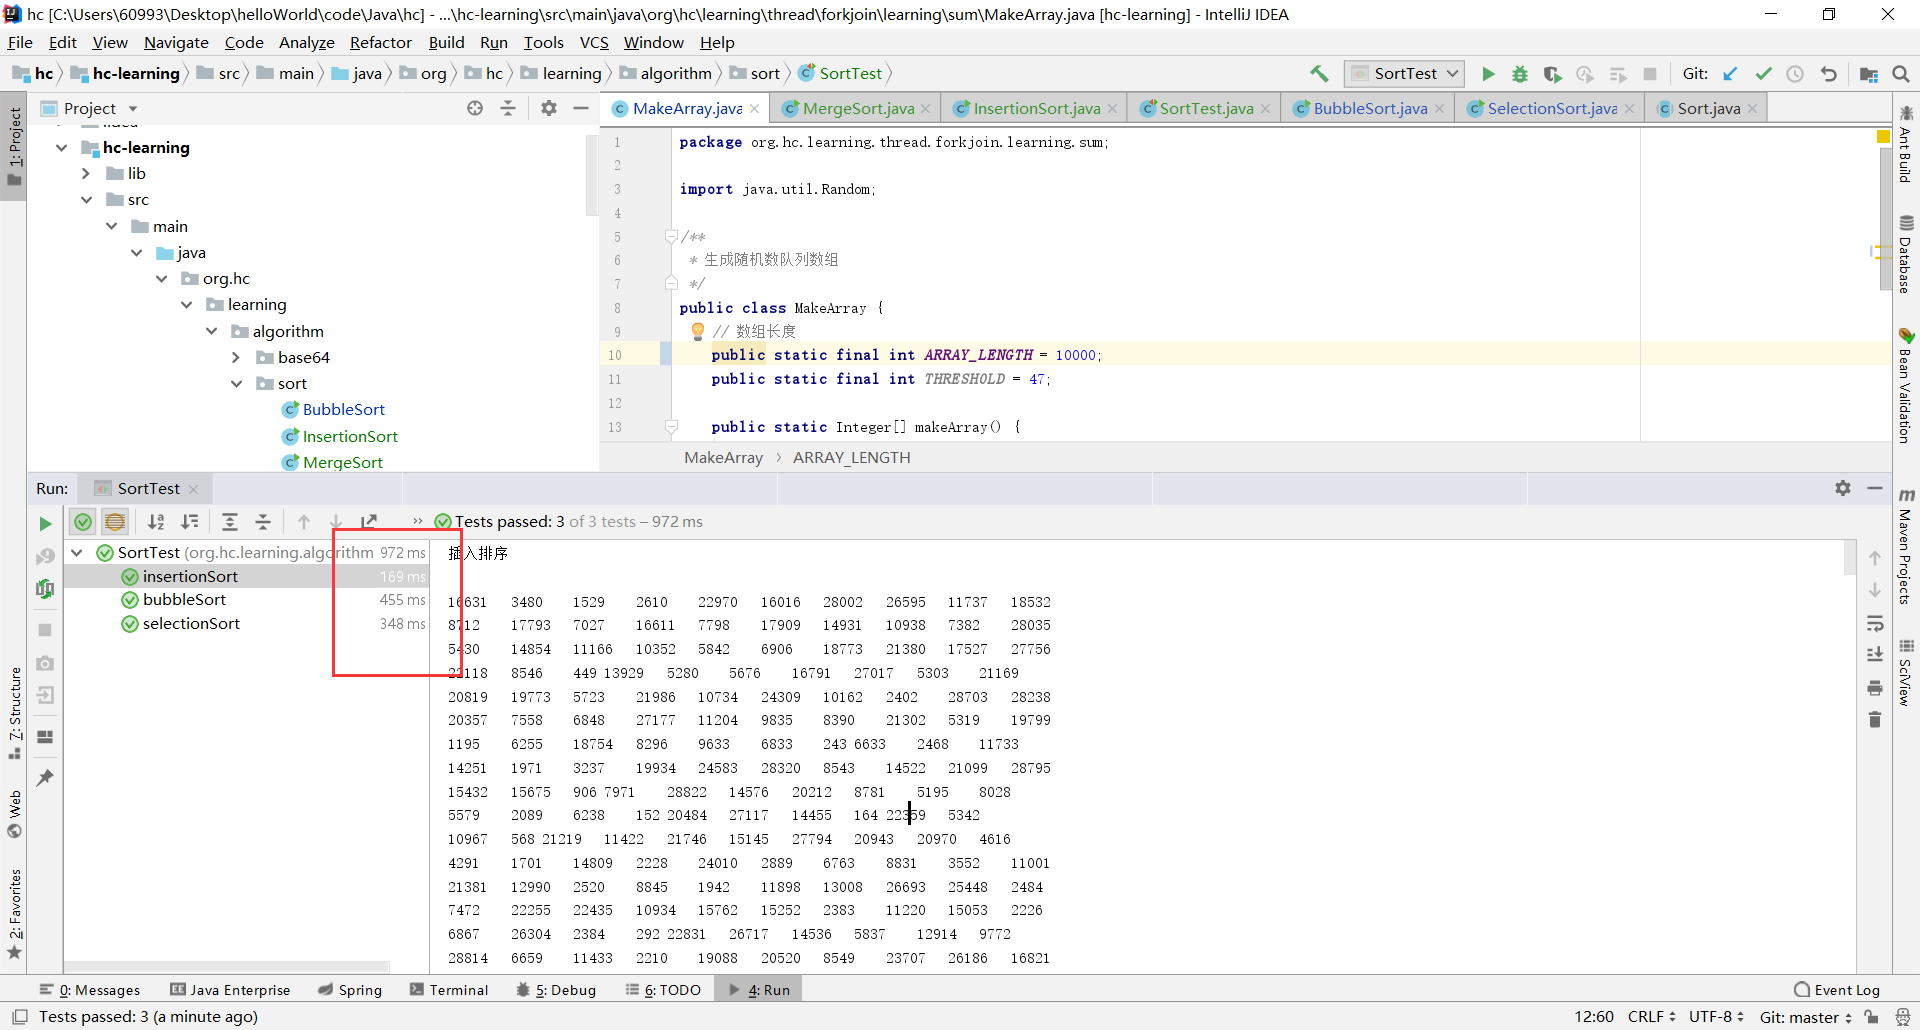 hc [C:\Users\60993\Desktop\helloWorld\code\Java\hc] - ...\hc-learning\src\main\java\org\hc\learning\thread\forkjoin\learning\sum\MakeArray.java [hc-learning] - IntelliJ IDEA
File Edit View Navigate Code Analyze Refactor Build Run Tools VCS Window Help
hc hc-learning src main java org hc learning algorithm sort SortTest SortTest Git:
Project
MakeArray.java MergeSort.java InsertionSort.java SortTest.java BubbleSort.java SelectionSort.java Sort.java
1: Project
hc-learning
lib
src
main
java
org.hc
learning
algorithm
base64
sort
BubbleSort
InsertionSort
MergeSort
1 package org.hc.learning.thread.forkjoin.learning.sum;
2
3 import java.util.Random;
4
5 /**
6 * 生成随机数队列数组
7 */
8 public class MakeArray {
9 // 数组长度
10 public static final int ARRAY_LENGTH = 10000;
11 public static final int THRESHOLD = 47;
12
13 public static Integer[] makeArray() {
MakeArray › ARRAY_LENGTH
Ant Build
Database
Bean Validation
Maven Projects
SciView
Run: SortTest
Tests passed: 3 of 3 tests – 972 ms
SortTest (org.hc.learning.algorithm 972 ms
insertionSort 169 ms
bubbleSort 455 ms
selectionSort 348 ms
插入排序
16631 3480 1529 2610 22970 16016 28002 26595 11737 18532
8712 17793 7027 16611 7798 17909 14931 10938 7382 28035
5430 14854 11166 10352 5842 6906 18773 21380 17527 27756
22118 8546 449 13929 5280 5676 16791 27017 5303 21169
20819 19773 5723 21986 10734 24309 10162 2402 28703 28238
20357 7558 6848 27177 11204 9835 8390 21302 5319 19799
1195 6255 18754 8296 9633 6833 243 6633 2468 11733
14251 1971 3237 19934 24583 28320 8543 14522 21099 28795
15432 15675 906 7971 28822 14576 20212 8781 5195 8028
5579 2089 6238 152 20484 27117 14455 164 22359 5342
10967 568 21219 11422 21746 15145 27794 20943 20970 4616
4291 1701 14809 2228 24010 2889 6763 8831 3552 11001
21381 12990 2520 8845 1942 11898 13008 26693 25448 2484
7472 22255 22435 10934 15762 15252 2383 11220 15053 2226
6867 26304 2384 292 22831 26717 14536 5837 12914 9772
28814 6659 11433 2210 19088 20520 8549 23707 26186 16821
7: Structure
Web
2: Favorites
0: Messages Java Enterprise Spring Terminal 5: Debug 6: TODO 4: Run Event Log
Tests passed: 3 (a minute ago) 12:60 CRLF UTF-8 Git: master